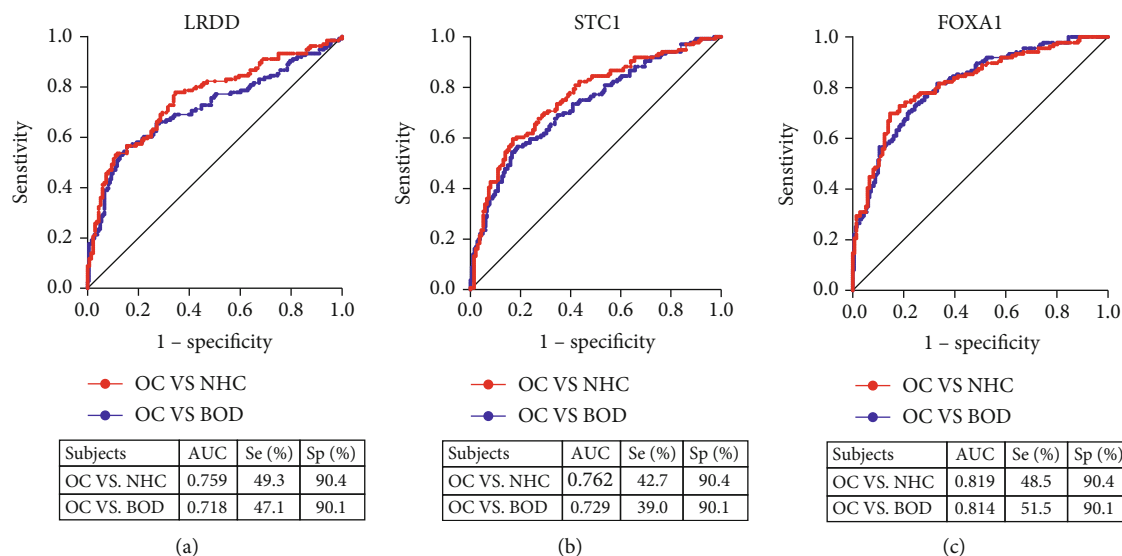 LRDD
1.0
0.8
0.6
0.4
0.2
0.0
Senstivity
0.0 0.2 0.4 0.6 0.8 1.0
1 – specificity
OC VS NHC
OC VS BOD
Subjects AUC Se (%) Sp (%)
OC VS. NHC 0.759 49.3 90.4
OC VS. BOD 0.718 47.1 90.1
(a)
STC1
1.0
0.8
0.6
0.4
0.2
0.0
Senstivity
0.0 0.2 0.4 0.6 0.8 1.0
1 – specificity
OC VS NHC
OC VS BOD
Subjects AUC Se (%) Sp (%)
OC VS. NHC 0.762 42.7 90.4
OC VS. BOD 0.729 39.0 90.1
(b)
FOXA1
1.0
0.8
0.6
0.4
0.2
0.0
Senstivity
0.0 0.2 0.4 0.6 0.8 1.0
1 – specificity
OC VS NHC
OC VS BOD
Subjects AUC Se (%) Sp (%)
OC VS. NHC 0.819 48.5 90.4
OC VS. BOD 0.814 51.5 90.1
(c)